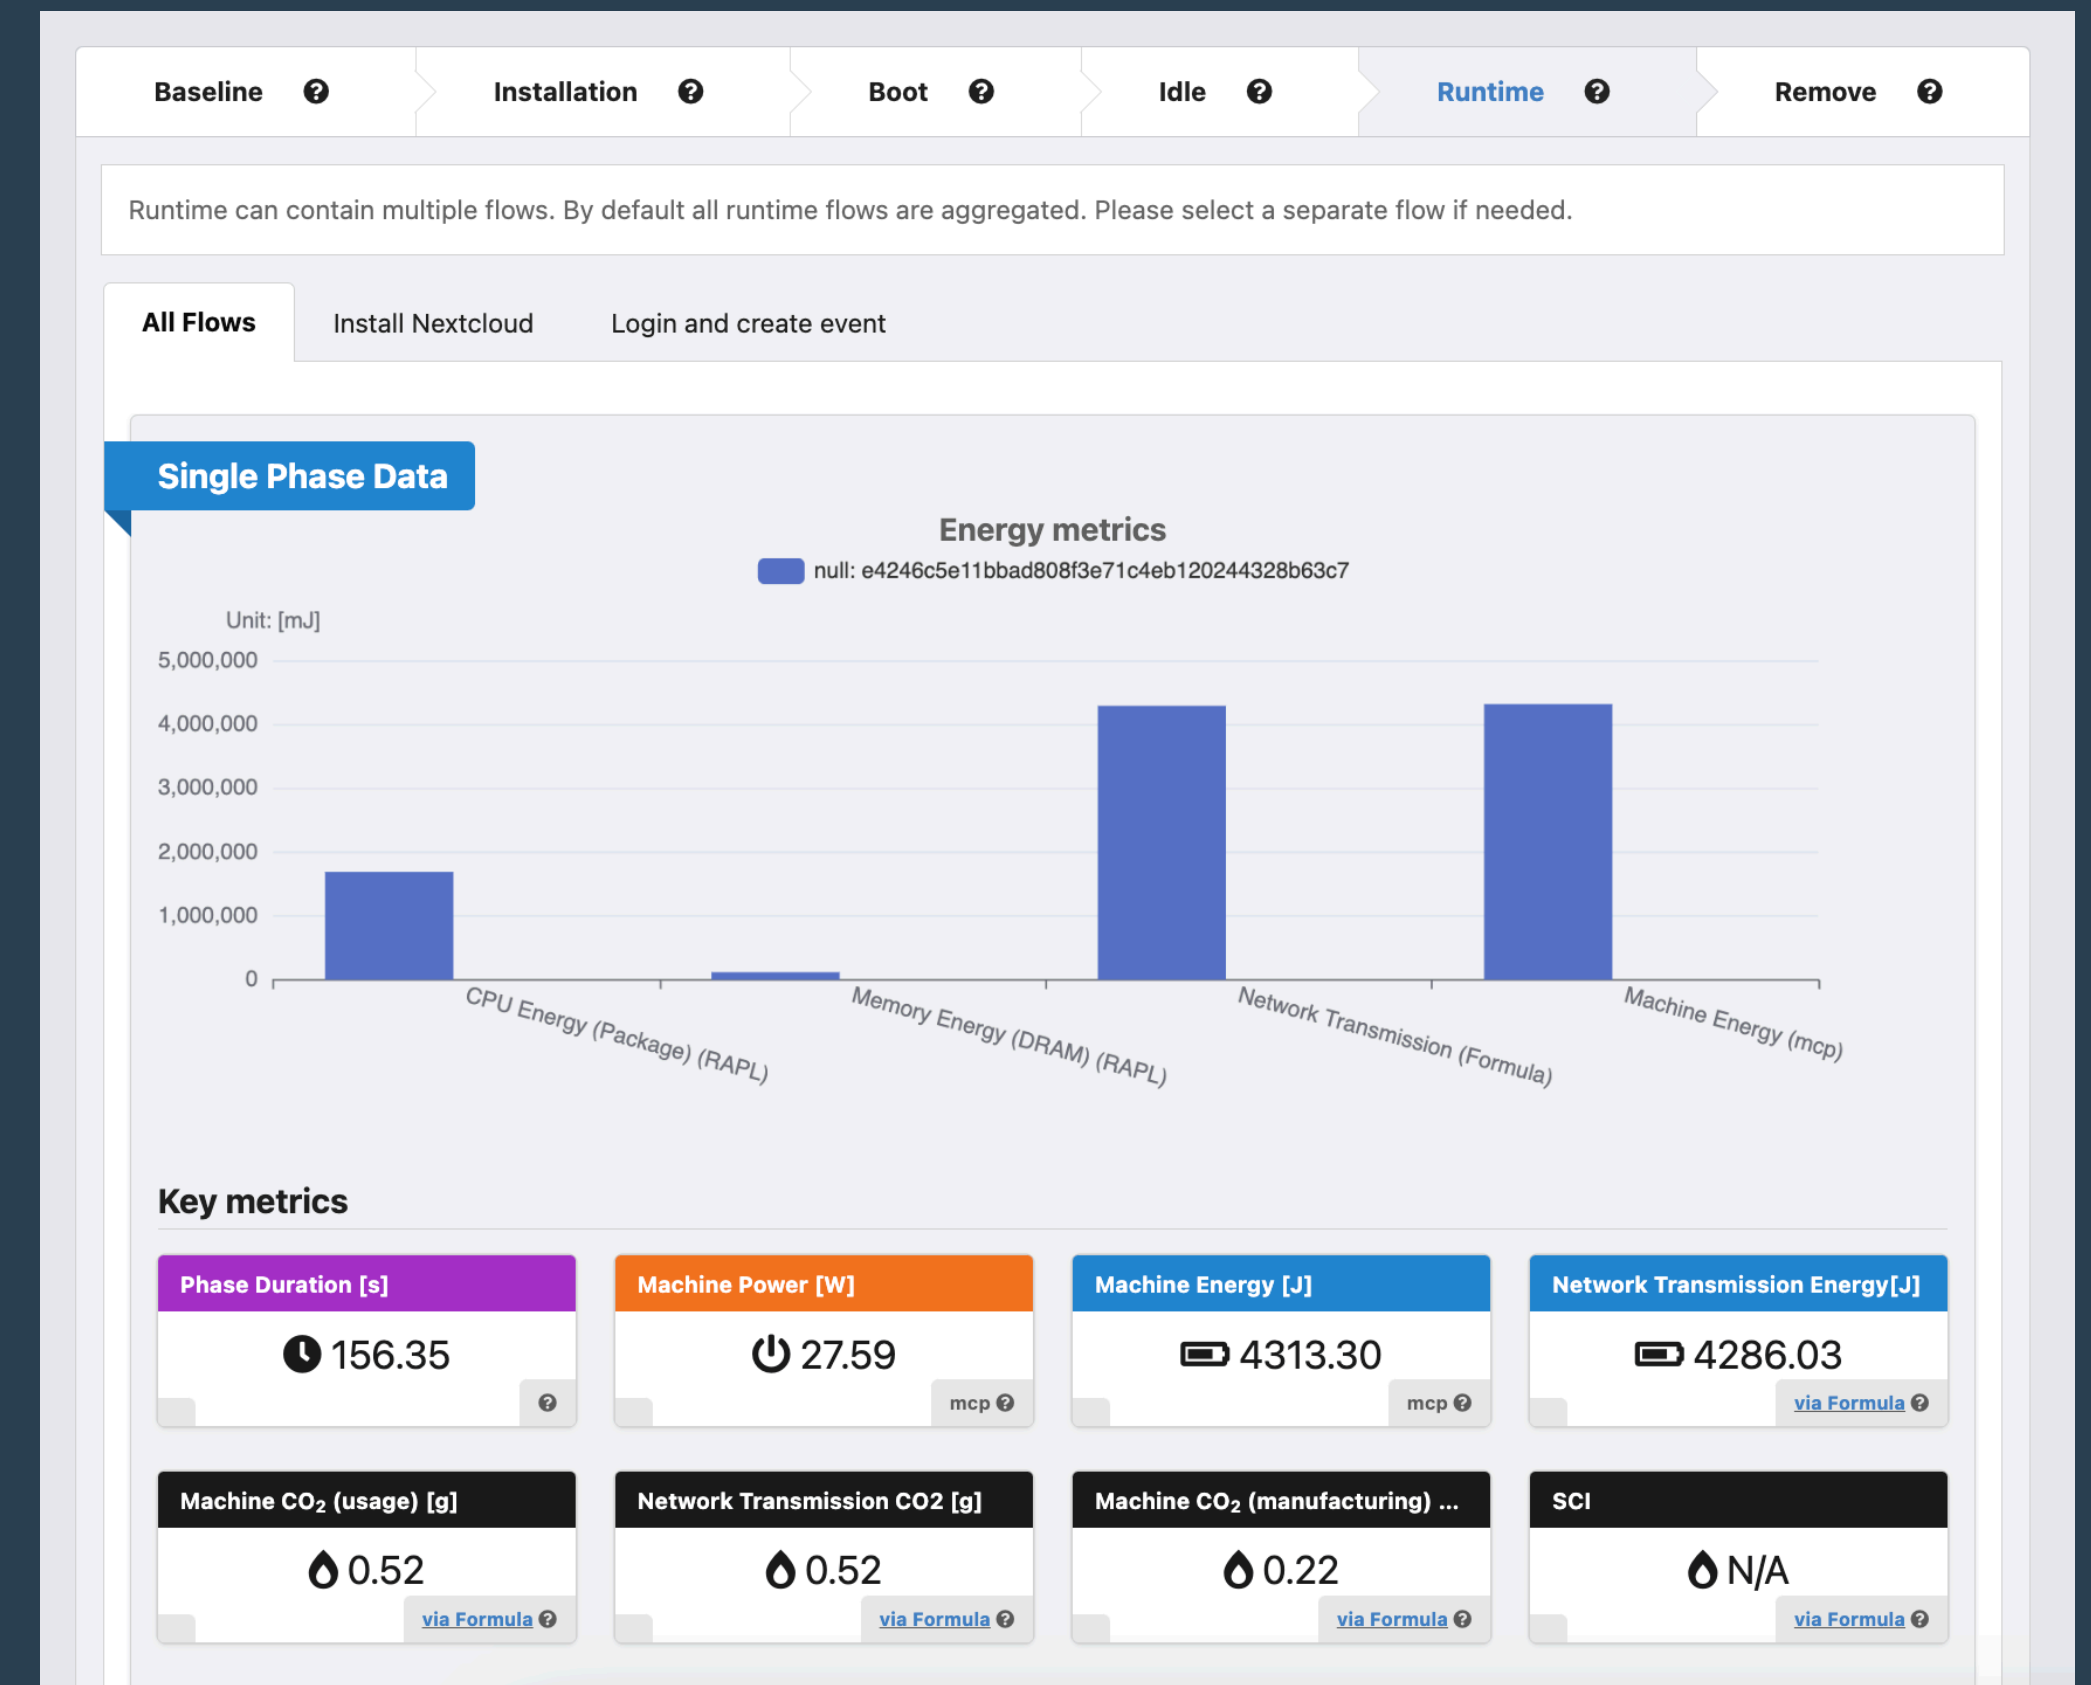 Baseline Installation Boot Idle Runtime Remove
Runtime can contain multiple flows. By default all runtime flows are aggregated. Please select a separate flow if needed.
All Flows Install Nextcloud Login and create event
Single Phase Data
Energy metrics
null: e4246c5e11bbad808f3e71c4eb120244328b63c7
Unit: [mJ]
5,000,000
4,000,000
3,000,000
2,000,000
1,000,000
0
CPU Energy (Package) (RAPL)
Memory Energy (DRAM) (RAPL)
Network Transmission (Formula)
Machine Energy (mcp)
Key metrics
Phase Duration [s]
156.35
Machine Power [W]
27.59
mcp
Machine Energy [J]
4313.30
mcp
Network Transmission Energy[J]
4286.03
via Formula
Machine CO₂ (usage) [g]
0.52
via Formula
Network Transmission CO2 [g]
0.52
via Formula
Machine CO₂ (manufacturing) ...
0.22
via Formula
SCI
N/A
via Formula